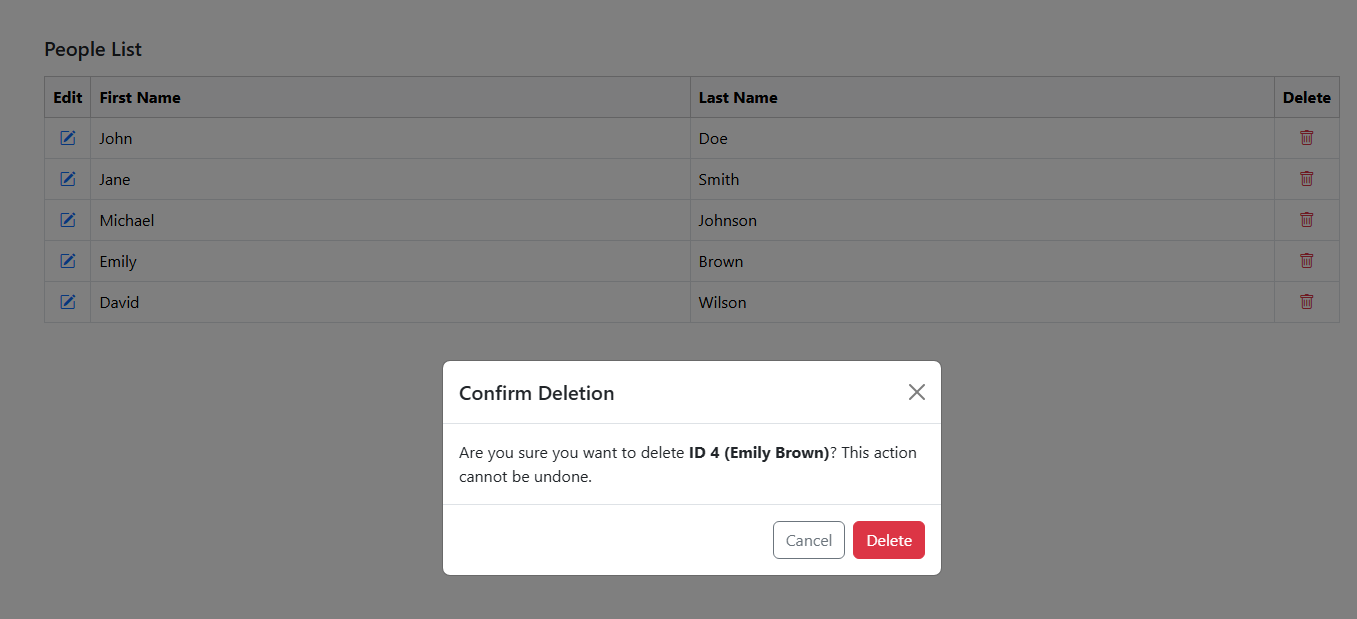 People List
Edit First Name Last Name Delete
John Doe
Jane Smith
Michael Johnson
Emily Brown
David Wilson
Confirm Deletion
Are you sure you want to delete ID 4 (Emily Brown)? This action
cannot be undone.
Cancel Delete